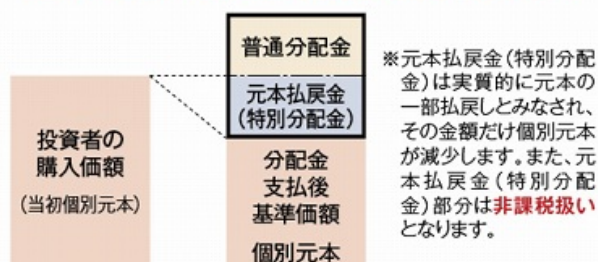 普通分配金
元本払戻金
(特別分配金)
投資者の
購入価額
(当初個別元本)
分配金
支払後
基準価額
個別元本
※元本払戻金(特別分配
金)は実質的に元本の
一部払戻しとみなされ、
その金額だけ個別元本
が減少します。また、元
本払戻金(特別分配
金)部分は非課税扱い
となります。